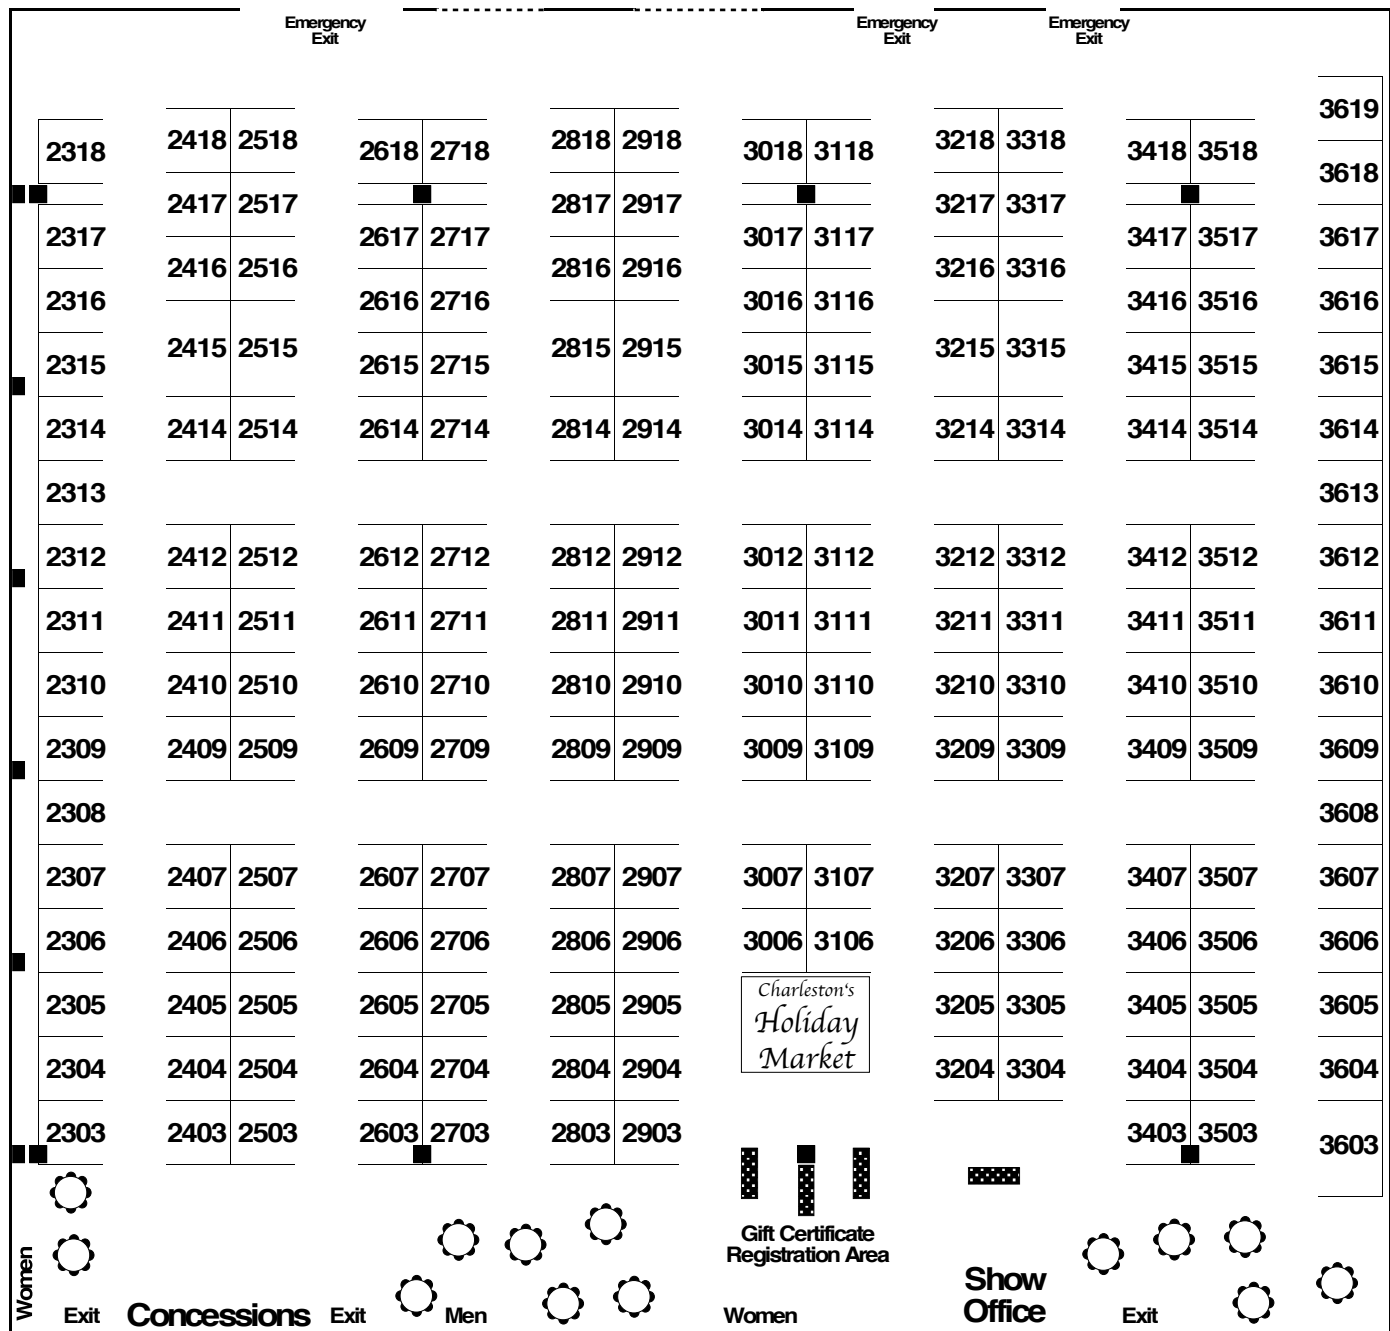 Emergency Exit
Emergency Exit
Emergency Exit
3619
2418 2518 2818 2918 3218 3318
2318 2618 2718 3018 3118 3418 3518
3618
2417 2517 2817 2917 3217 3317
2317 2617 2717 3017 3117 3417 3517 3617
2416 2516 2816 2916 3216 3316
2316 2616 2716 3016 3116 3416 3516 3616
2415 2515 2815 2915 3215 3315
2315 2615 2715 3015 3115 3415 3515 3615
2314 2414 2514 2614 2714 2814 2914 3014 3114 3214 3314 3414 3514 3614
2313 3613
2312 2412 2512 2612 2712 2812 2912 3012 3112 3212 3312 3412 3512 3612
2311 2411 2511 2611 2711 2811 2911 3011 3111 3211 3311 3411 3511 3611
2310 2410 2510 2610 2710 2810 2910 3010 3110 3210 3310 3410 3510 3610
2309 2409 2509 2609 2709 2809 2909 3009 3109 3209 3309 3409 3509 3609
2308 3608
2307 2407 2507 2607 2707 2807 2907 3007 3107 3207 3307 3407 3507 3607
2306 2406 2506 2606 2706 2806 2906 3006 3106 3206 3306 3406 3506 3606
2305 2405 2505 2605 2705 2805 2905 3205 3305 3405 3505 3605
2304 2404 2504 2604 2704 2804 2904 3204 3304 3404 3504 3604
2303 2403 2503 2603 2703 2803 2903 3403 3503 3603
Charleston's
Holiday
Market
Gift Certificate
Registration Area
Women
Exit
Concessions
Exit
Men
Women
Show
Office
Exit